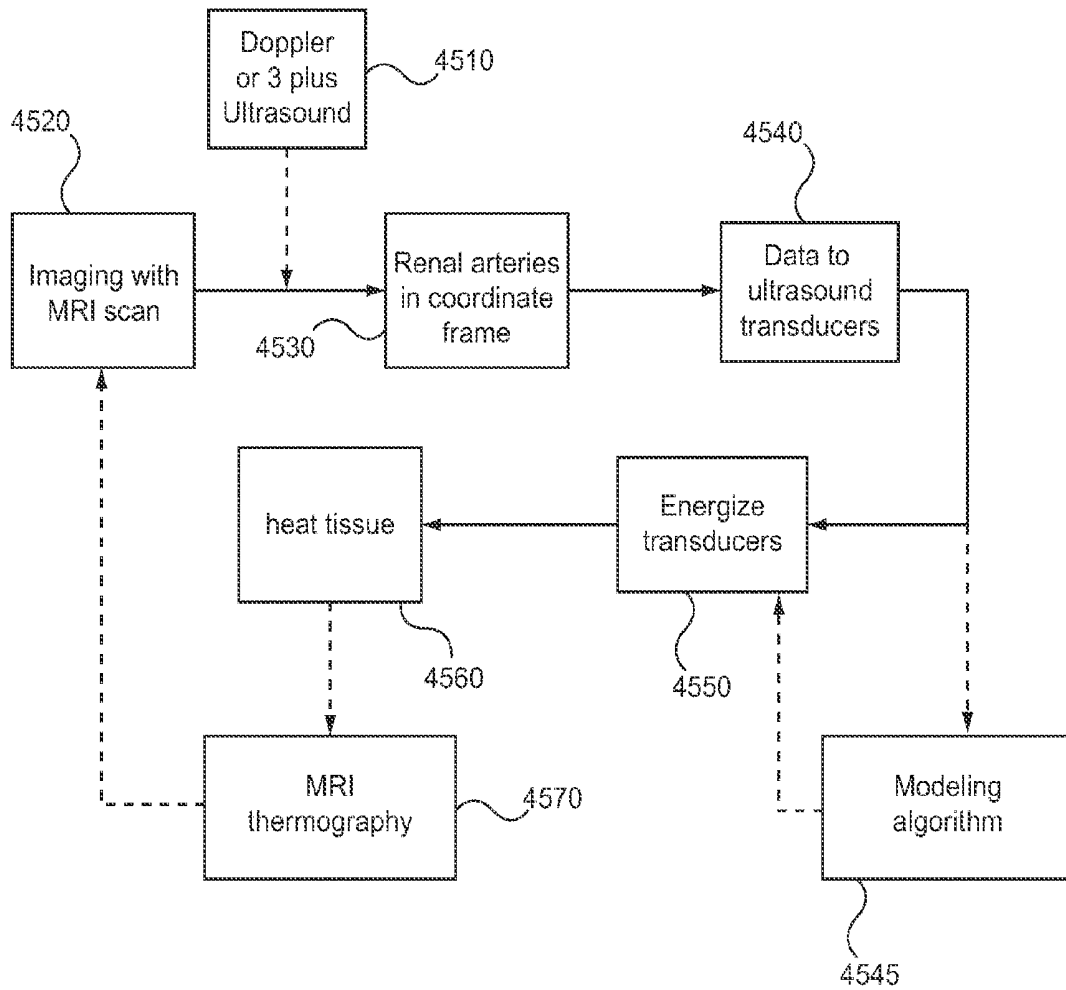 Doppler
or 3 plus
Ultrasound
4510
4520
4540
Imaging with
MRI scan
Renal arteries
in coordinate
frame
4530
Data to
ultrasound
transducers
heat tissue
Energize
transducers
4560
4550
MRI
thermography
4570
Modeling
algorithm
4545